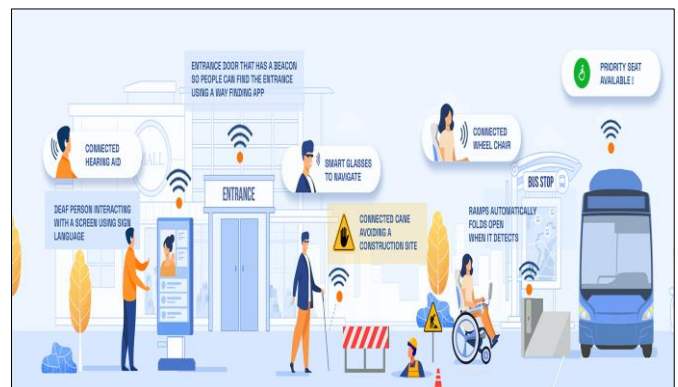 ENTRANCE DOOR THAT HAS A BEACON
SO PEOPLE CAN FIND THE ENTRANCE
USING A WAY FINDING APP
PRIORITY SEAT
AVAILABLE !
CONNECTED
HEARING AID
MALL
SMART GLASSES
TO NAVIGATE
CONNECTED
WHEEL CHAIR
ENTRANCE
BUS STOP
DEAF PERSON INTERACTING
WITH A SCREEN USING SIGN
LANGUAGE
CONNECTED CANE
AVOIDING A
CONSTRUCTION SITE
RAMPS AUTOMATICALLY
FOLDS OPEN
WHEN IT DETECTS